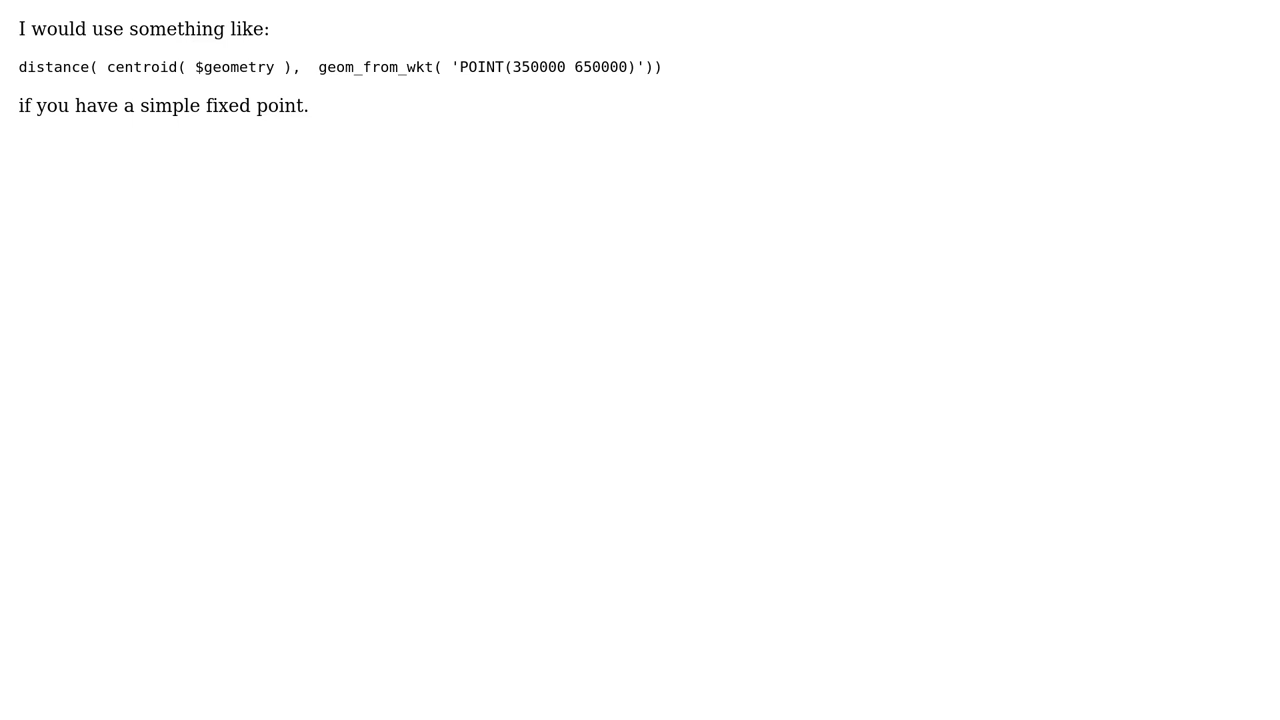 I would use something like:
distance( centroid( $geometry ),  geom_from_wkt( 'POINT(350000 650000)'))
if you have a simple fixed point.